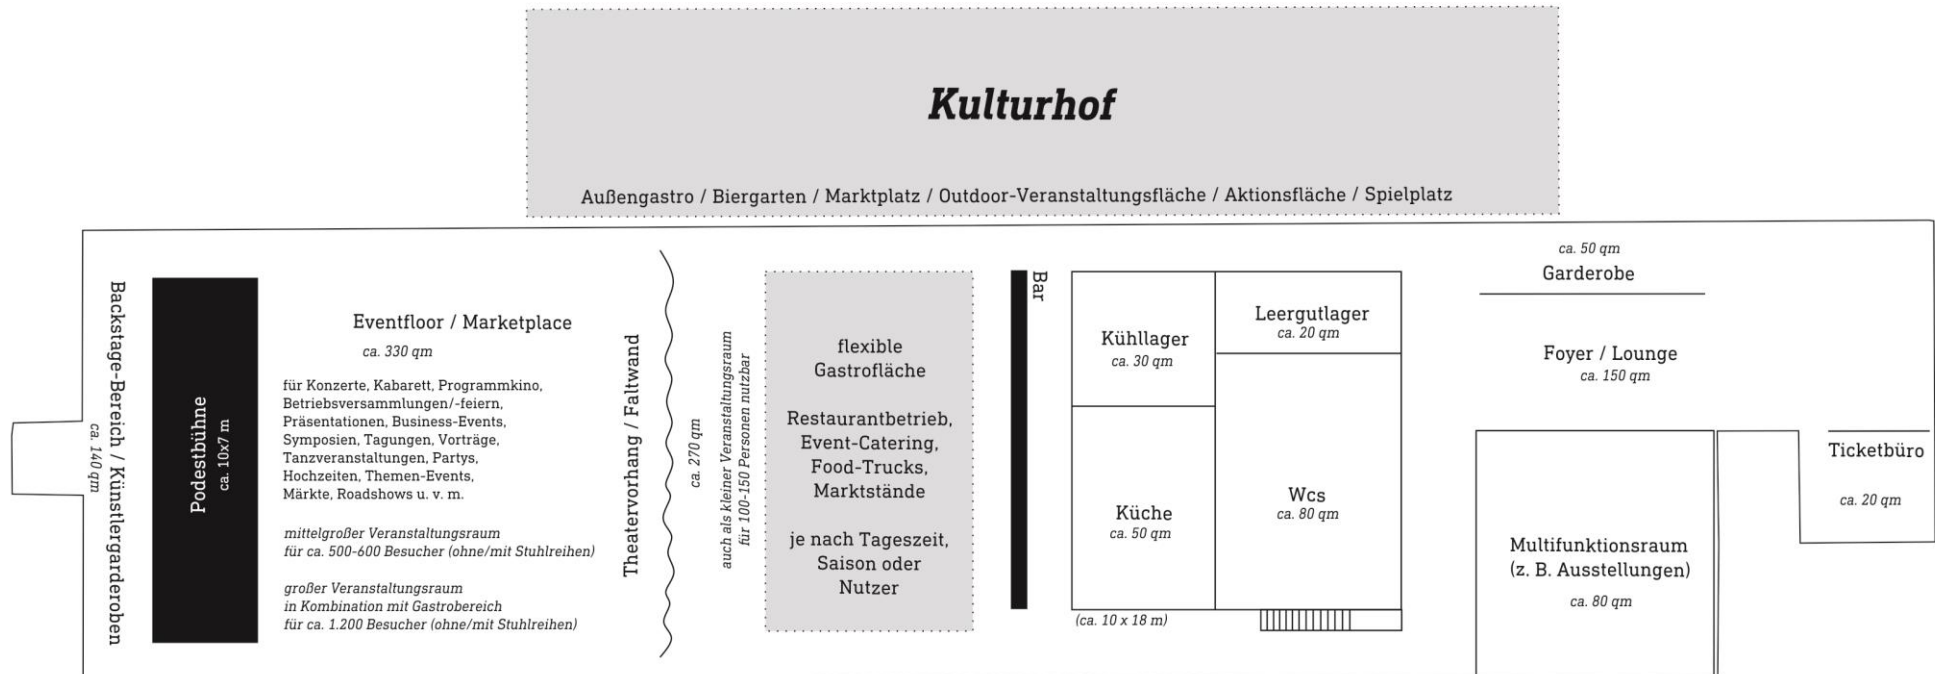 Kulturhof
Außengastro / Biergarten / Marktplatz / Outdoor-Veranstaltungsfläche / Aktionsfläche / Spielplatz
Backstage-Bereich / Künstlergarderoben
ca. 140 qm
Podestbühne
ca. 10x7 m
Eventfloor / Marketplace
ca. 330 qm
für Konzerte, Kabarett, Programmkino,
Betriebsversammlungen/-feiern,
Präsentationen, Business-Events,
Symposien, Tagungen, Vorträge,
Tanzveranstaltungen, Partys,
Hochzeiten, Themen-Events,
Märkte, Roadshows u. v. m.
mittelgroßer Veranstaltungsraum
für ca. 500-600 Besucher (ohne/mit Stuhlreihen)
großer Veranstaltungsraum
in Kombination mit Gastrobereich
für ca. 1.200 Besucher (ohne/mit Stuhlreihen)
Theatervorhang / Faltwand
ca. 270 qm
auch als kleiner Veranstaltungsraum
für 100-150 Personen nutzbar
flexible
Gastrofläche
Restaurantbetrieb,
Event-Catering,
Food-Trucks,
Marktstände
je nach Tageszeit,
Saison oder
Nutzer
Bar
Kühllager
ca. 30 qm
Leergutlager
ca. 20 qm
Küche
ca. 50 qm
Wcs
ca. 80 qm
(ca. 10 x 18 m)
ca. 50 qm
Garderobe
Foyer / Lounge
ca. 150 qm
Multifunktionsraum
(z. B. Ausstellungen)
ca. 80 qm
Ticketbüro
ca. 20 qm